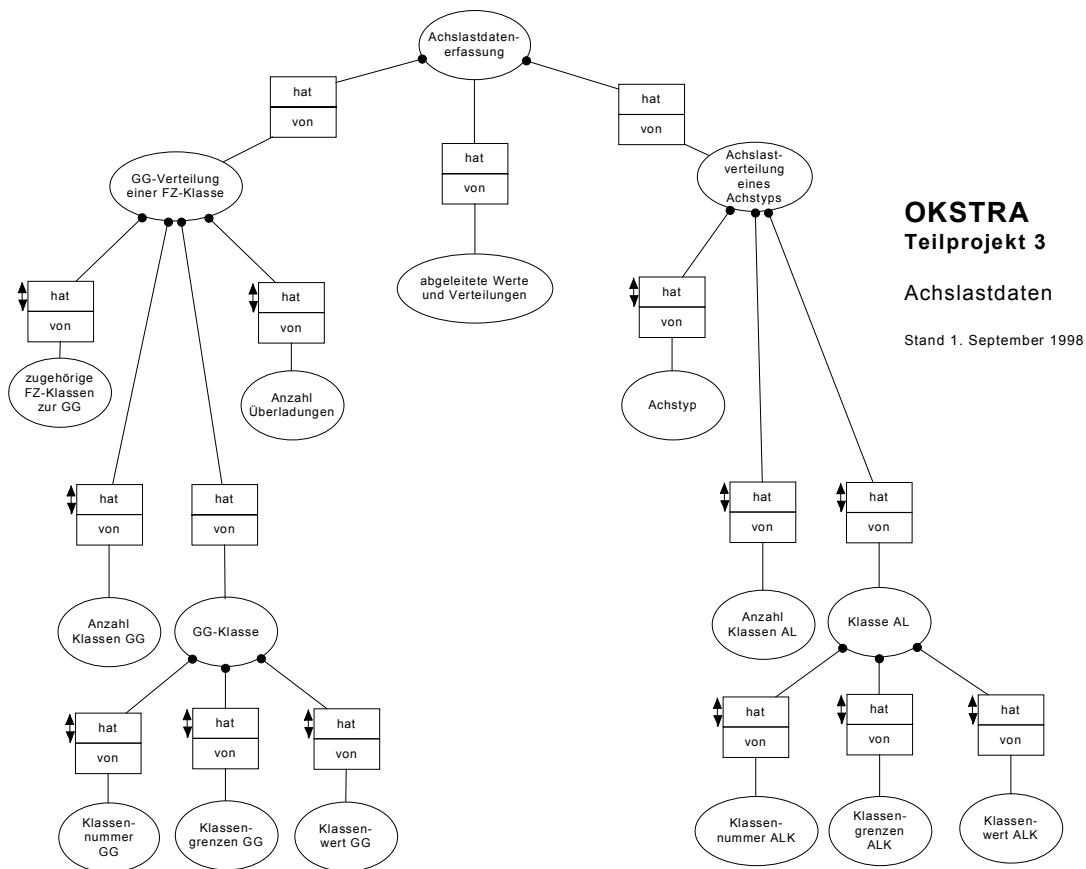 Achslastdaten-
erfassung
hat
von
hat
von
hat
von
GG-Verteilung
einer FZ-Klasse
Achslast-
verteilung
eines
Achstyps
OKSTRA
Teilprojekt 3
Achslastdaten
Stand 1. September 1998
abgeleitete Werte
und Verteilungen
hat
von
hat
von
hat
von
zugehörige
FZ-Klassen
zur GG
Anzahl
Überladungen
Achstyp
hat
von
hat
von
hat
von
hat
von
Anzahl
Klassen GG
GG-Klasse
Anzahl
Klassen AL
Klasse AL
hat
von
hat
von
hat
von
hat
von
hat
von
hat
von
Klassen-
nummer
GG
Klassen-
grenzen GG
Klassen-
wert GG
Klassen-
nummer ALK
Klassen-
grenzen
ALK
Klassen-
wert ALK